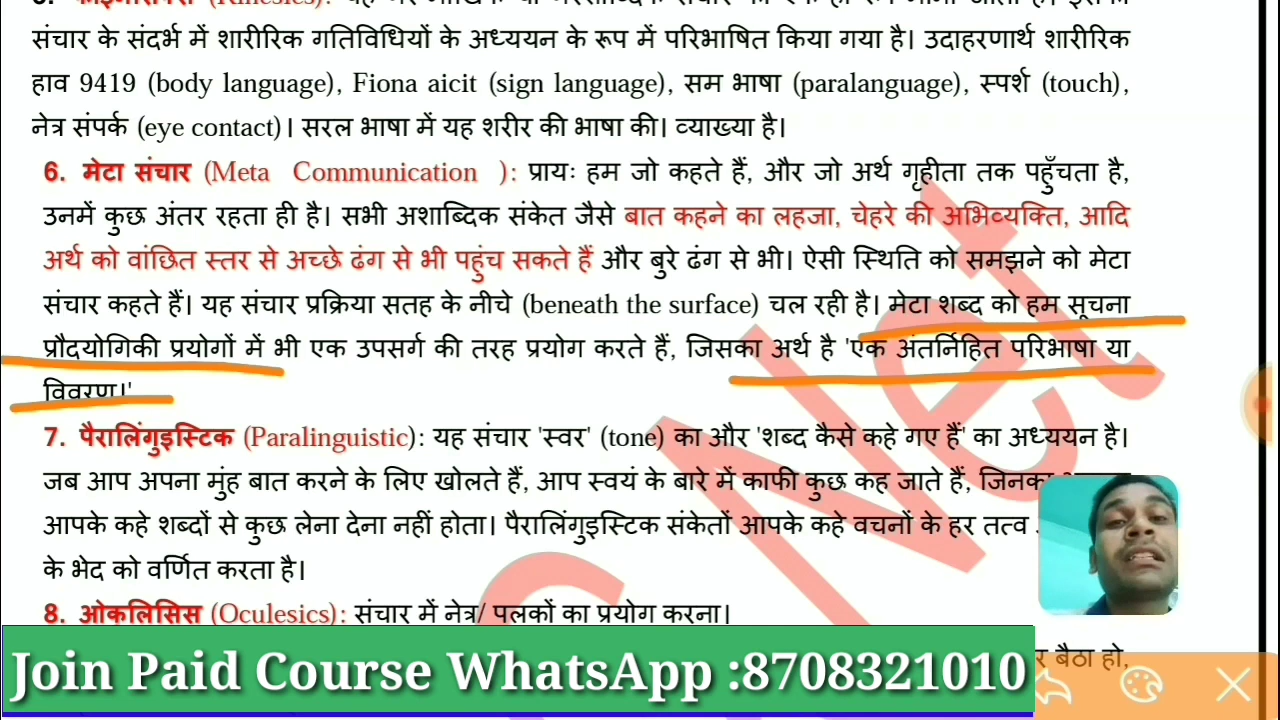 काइनेसिक्स (Kinesics):
संचार के संदर्भ में शारीरिक गतिविधियों के अध्ययन के रूप में परिभाषित किया गया है। उदाहरणार्थ शारीरिक
हाव 9419 (body language), Fiona aicit (sign language), सम भाषा (paralanguage), स्पर्श (touch),
नेत्र संपर्क (eye contact)। सरल भाषा में यह शरीर की भाषा की। व्याख्या है।
6. मेटा संचार (Meta Communication ): प्रायः हम जो कहते हैं, और जो अर्थ गृहीता तक पहुँचता है,
उनमें कुछ अंतर रहता ही है। सभी अशाब्दिक संकेत जैसे बात कहने का लहजा, चेहरे की अभिव्यक्ति, आदि
अर्थ को वांछित स्तर से अच्छे ढंग से भी पहुंच सकते हैं और बुरे ढंग से भी। ऐसी स्थिति को समझने को मेटा
संचार कहते हैं। यह संचार प्रक्रिया सतह के नीचे (beneath the surface) चल रही है। मेटा शब्द को हम सूचना
प्रौदयोगिकी प्रयोगों में भी एक उपसर्ग की तरह प्रयोग करते हैं, जिसका अर्थ है 'एक अंतर्निहित परिभाषा या
विवरण।'
7. पैरालिंगुइस्टिक (Paralinguistic): यह संचार 'स्वर' (tone) का और 'शब्द कैसे कहे गए हैं' का अध्ययन है।
जब आप अपना मुंह बात करने के लिए खोलते हैं, आप स्वयं के बारे में काफी कुछ कह जाते हैं,
आपके कहे शब्दों से कुछ लेना देना नहीं होता। पैरालिंगुइस्टिक संकेतों आपके कहे वचनों के हर तत्व
के भेद को वर्णित करता है।
8. ओकलिसिस (Oculesics): संचार में नेत्र/ पलकों का प्रयोग करना।
बैठा हो,
Join Paid Course WhatsApp :8708321010
Net